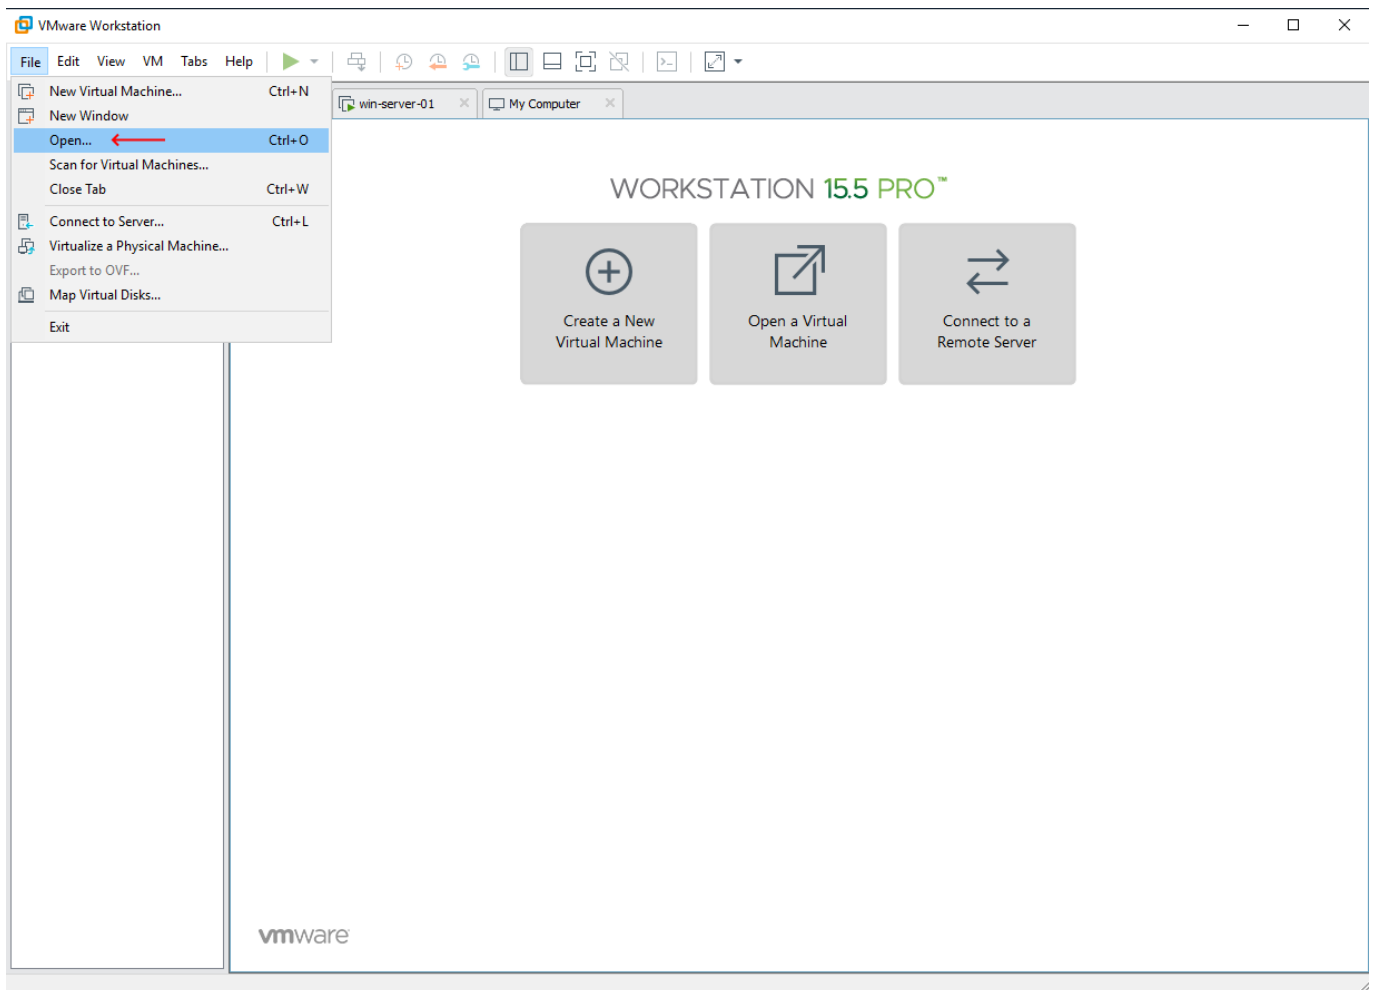 VMware Workstation
File Edit View VM Tabs Help
New Virtual Machine... Ctrl+N
New Window
Open... Ctrl+O
Scan for Virtual Machines...
Close Tab Ctrl+W
Connect to Server... Ctrl+L
Virtualize a Physical Machine...
Export to OVF...
Map Virtual Disks...
Exit
win-server-01
My Computer
WORKSTATION 15.5 PRO™
Create a New
Virtual Machine
Open a Virtual
Machine
Connect to a
Remote Server
vmware